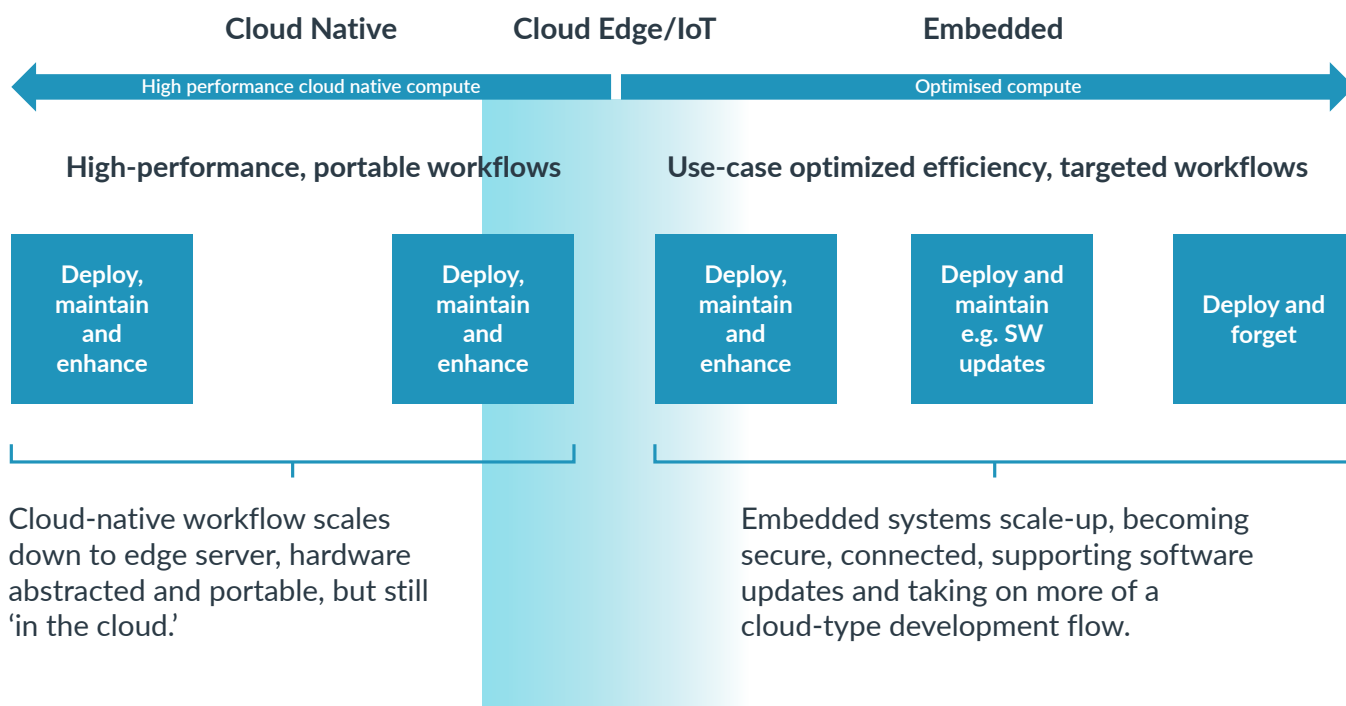 Cloud Native
Cloud Edge/IoT
Embedded
High performance cloud native compute
Optimised compute
High-performance, portable workflows
Use-case optimized efficiency, targeted workflows
Deploy,
maintain
and
enhance
Deploy,
maintain
and
enhance
Deploy,
maintain
and
enhance
Deploy and
maintain
e.g. SW
updates
Deploy and
forget
Cloud-native workflow scales
down to edge server, hardware
abstracted and portable, but still
‘in the cloud.’
Embedded systems scale-up, becoming
secure, connected, supporting software
updates and taking on more of a
cloud-type development flow.